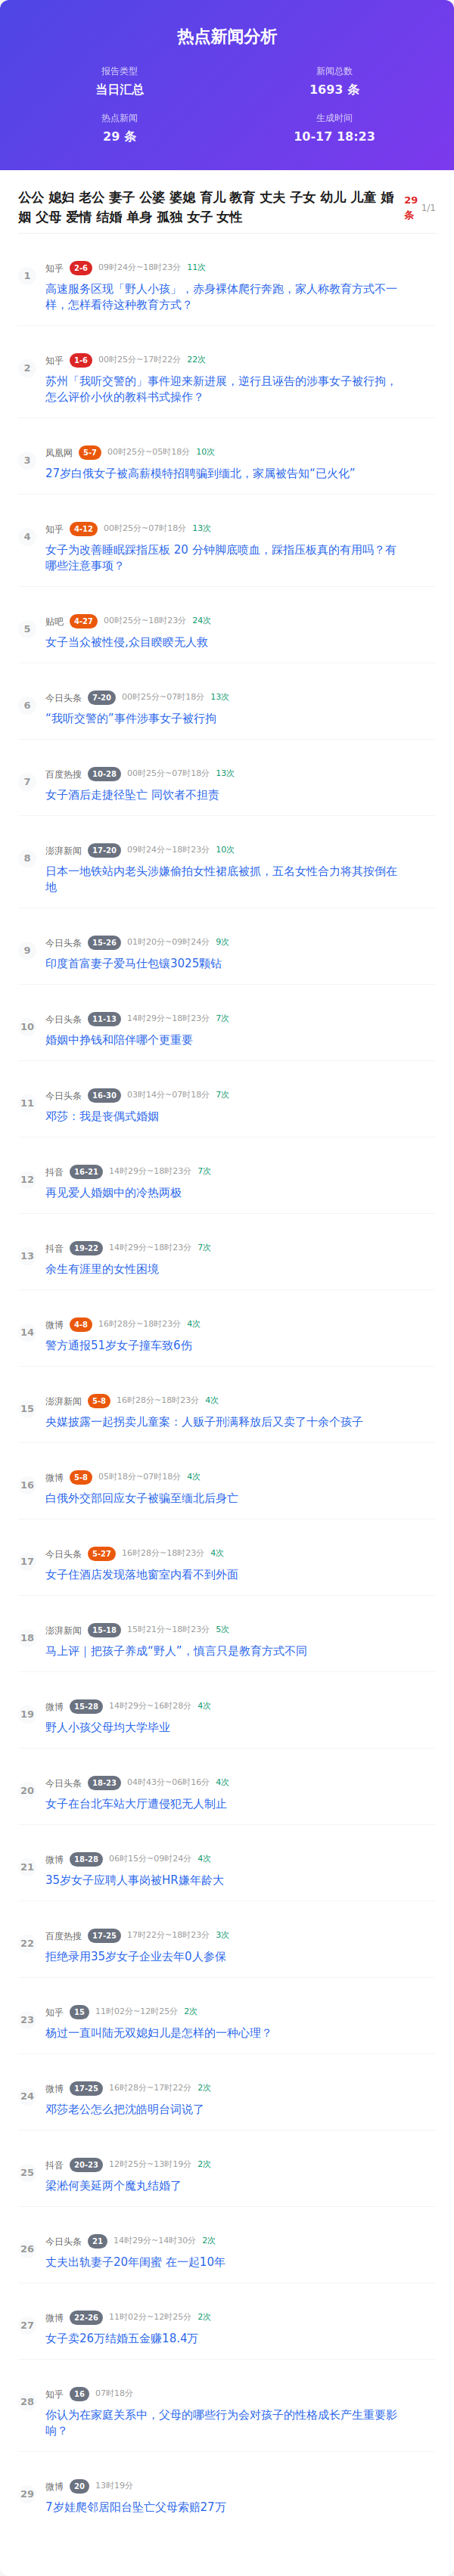 热点新闻分析
报告类型
当日汇总
新闻总数
1693 条
热点新闻
29 条
生成时间
10-17 18:23
公公 媳妇 老公 妻子 公婆 婆媳 育儿 教育 丈夫 子女 幼儿 儿童 婚
姻 父母 爱情 结婚 单身 孤独 女子 女性
29
条
1/1
1
知乎 2-6 09时24分~18时23分 11次
高速服务区现「野人小孩」，赤身裸体爬行奔跑，家人称教育方式不一
样，怎样看待这种教育方式？
2
知乎 1-6 00时25分~17时22分 22次
苏州「我听交警的」事件迎来新进展，逆行且诬告的涉事女子被行拘，
怎么评价小伙的教科书式操作？
3
凤凰网 5-7 00时25分~05时18分 10次
27岁白俄女子被高薪模特招聘骗到缅北，家属被告知“已火化”
4
知乎 4-12 00时25分~07时18分 13次
女子为改善睡眠踩指压板 20 分钟脚底喷血，踩指压板真的有用吗？有
哪些注意事项？
5
贴吧 4-27 00时25分~18时23分 24次
女子当众被性侵,众目睽睽无人救
6
今日头条 7-20 00时25分~07时18分 13次
“我听交警的”事件涉事女子被行拘
7
百度热搜 10-28 00时25分~07时18分 13次
女子酒后走捷径坠亡 同饮者不担责
8
澎湃新闻 17-20 09时24分~18时23分 10次
日本一地铁站内老头涉嫌偷拍女性裙底被抓，五名女性合力将其按倒在
地
9
今日头条 15-26 01时20分~09时24分 9次
印度首富妻子爱马仕包镶3025颗钻
10
今日头条 11-13 14时29分~18时23分 7次
婚姻中挣钱和陪伴哪个更重要
11
今日头条 16-30 03时14分~07时18分 7次
邓莎：我是丧偶式婚姻
12
抖音 16-21 14时29分~18时23分 7次
再见爱人婚姻中的冷热两极
13
抖音 19-22 14时29分~18时23分 7次
余生有涯里的女性困境
14
微博 4-8 16时28分~18时23分 4次
警方通报51岁女子撞车致6伤
15
澎湃新闻 5-8 16时28分~18时23分 4次
央媒披露一起拐卖儿童案：人贩子刑满释放后又卖了十余个孩子
16
微博 5-8 05时18分~07时18分 4次
白俄外交部回应女子被骗至缅北后身亡
17
今日头条 5-27 16时28分~18时23分 4次
女子住酒店发现落地窗室内看不到外面
18
澎湃新闻 15-18 15时21分~18时23分 5次
马上评｜把孩子养成“野人”，慎言只是教育方式不同
19
微博 15-28 14时29分~16时28分 4次
野人小孩父母均大学毕业
20
今日头条 18-23 04时43分~06时16分 4次
女子在台北车站大厅遭侵犯无人制止
21
微博 18-28 06时15分~09时24分 4次
35岁女子应聘人事岗被HR嫌年龄大
22
百度热搜 17-25 17时22分~18时23分 3次
拒绝录用35岁女子企业去年0人参保
23
知乎 15 11时02分~12时25分 2次
杨过一直叫陆无双媳妇儿是怎样的一种心理？
24
微博 17-25 16时28分~17时22分 2次
邓莎老公怎么把沈皓明台词说了
25
抖音 20-23 12时25分~13时19分 2次
梁淞何美延两个魔丸结婚了
26
今日头条 21 14时29分~14时30分 2次
丈夫出轨妻子20年闺蜜 在一起10年
27
微博 22-26 11时02分~12时25分 2次
女子卖26万结婚五金赚18.4万
28
知乎 16 07时18分
你认为在家庭关系中，父母的哪些行为会对孩子的性格成长产生重要影
响？
29
微博 20 13时19分
7岁娃爬邻居阳台坠亡父母索赔27万